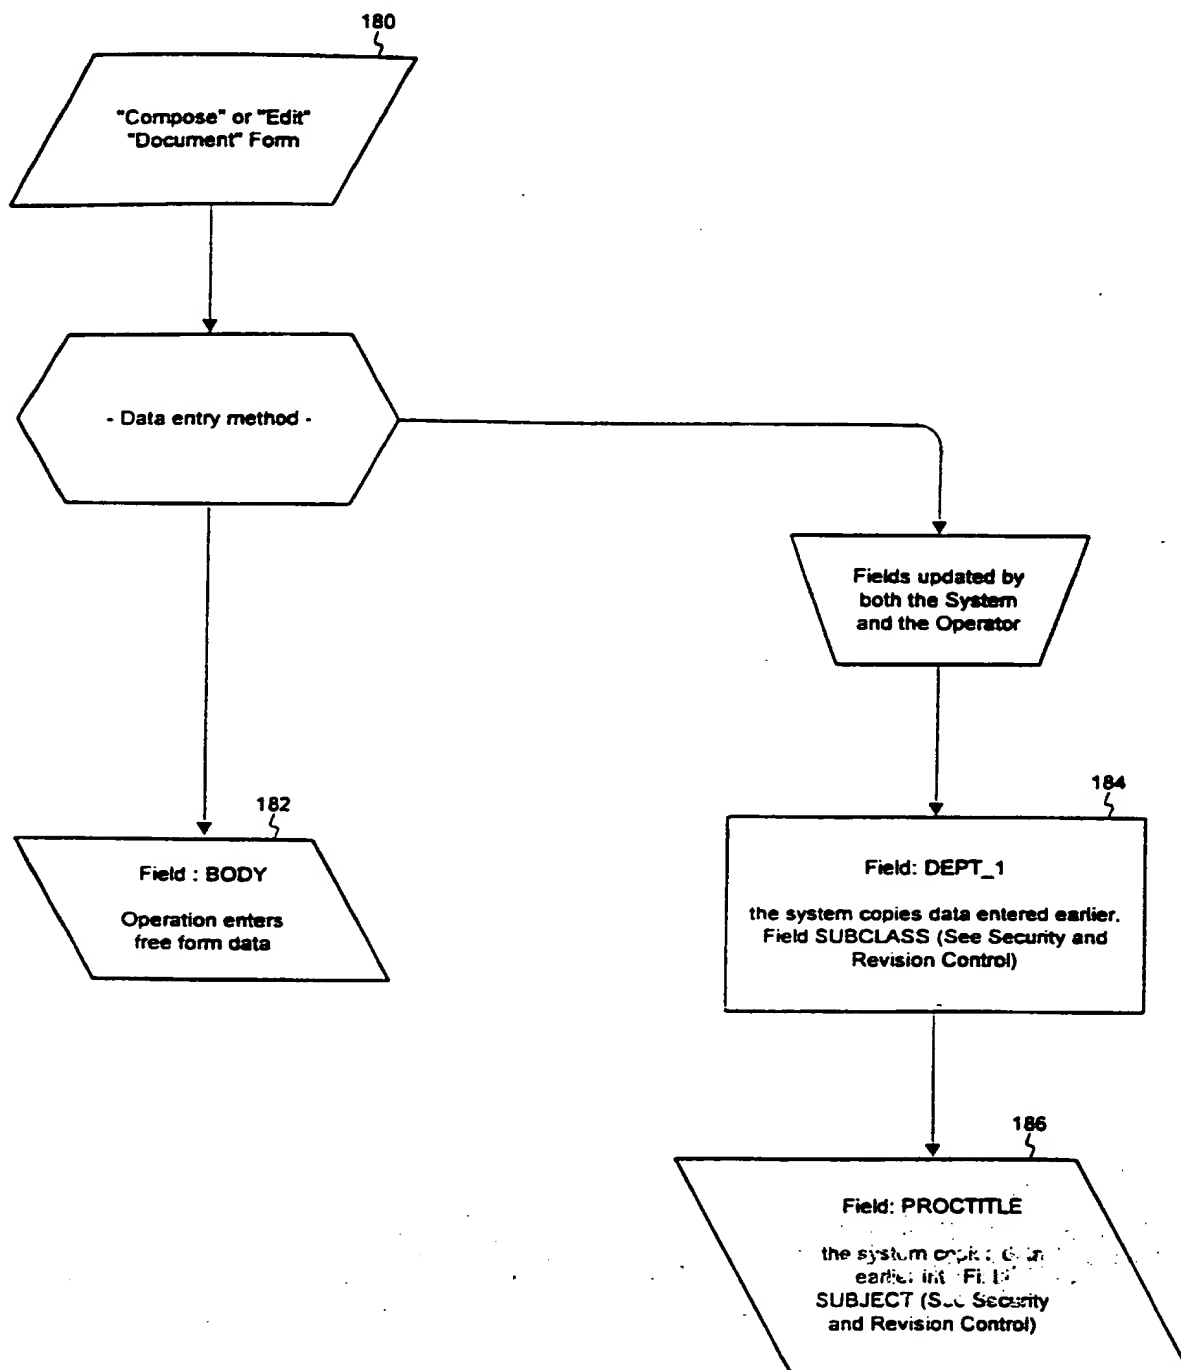 180
"Compose" or "Edit"
"Document" Form
- Data entry method -
Fields updated by
both the System
and the Operator
182
Field : BODY
Operation enters
free form data
184
Field: DEPT_1
the system copies data entered earlier.
Field SUBCLASS (See Security and
Revision Control)
186
Field: PROCTITLE
the system
earlier
SUBJECT (See Security
and Revision Control)